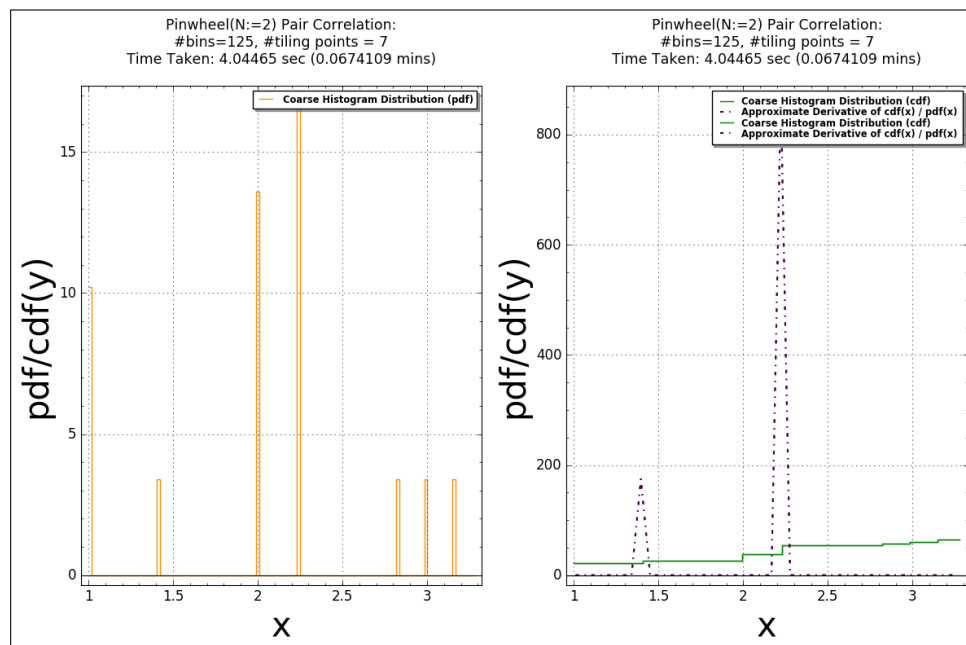 Pinwheel(N:=2) Pair Correlation:
#bins=125, #tiling points = 7
Time Taken: 4.04465 sec (0.0674109 mins)
Coarse Histogram Distribution (pdf)
15
10
5
0
pdf/cdf(y)
1
1.5
2
2.5
3
x
Pinwheel(N:=2) Pair Correlation:
#bins=125, #tiling points = 7
Time Taken: 4.04465 sec (0.0674109 mins)
Coarse Histogram Distribution (cdf)
Approximate Derivative of cdf(x) / pdf(x)
Coarse Histogram Distribution (cdf)
Approximate Derivative of cdf(x) / pdf(x)
800
600
400
200
0
pdf/cdf(y)
1
1.5
2
2.5
3
x